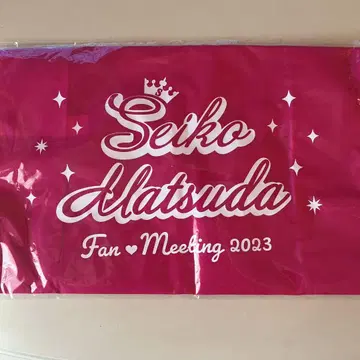 Seiko
Matsuda
Fan ♥ Meeting 2023